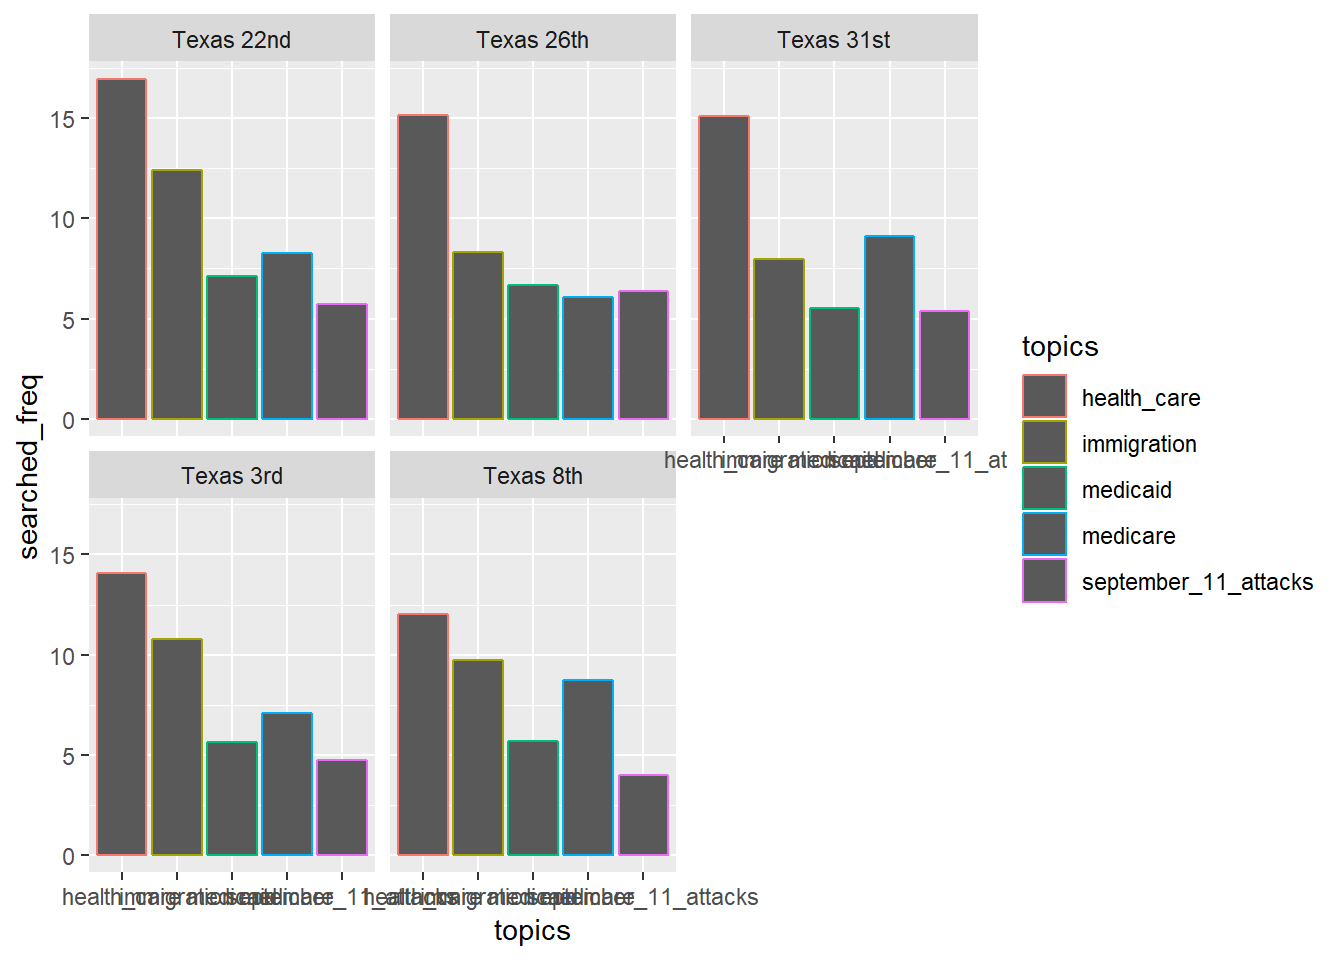 Texas 22nd
Texas 26th
Texas 31st
15
10
5
0
searched_freq
Texas 3rd
Texas 8th
15
10
5
0
topics
topics
health_care
immigration
medicaid
medicare
september_11_attacks